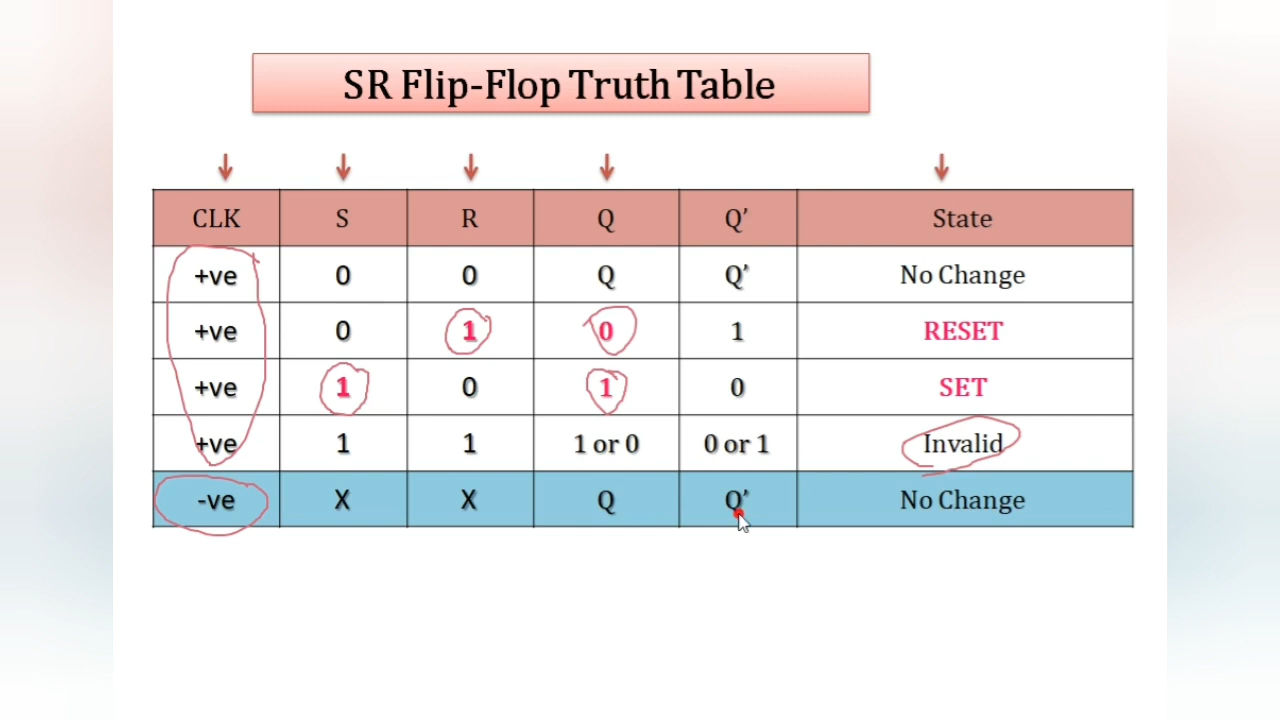 SR Flip-Flop Truth Table
CLK S R Q Q’ State
+ve 0 0 Q Q’ No Change
+ve 0 1 0 1 RESET
+ve 1 0 1 0 SET
+ve 1 1 1 or 0 0 or 1 Invalid
-ve X X Q Q’ No Change